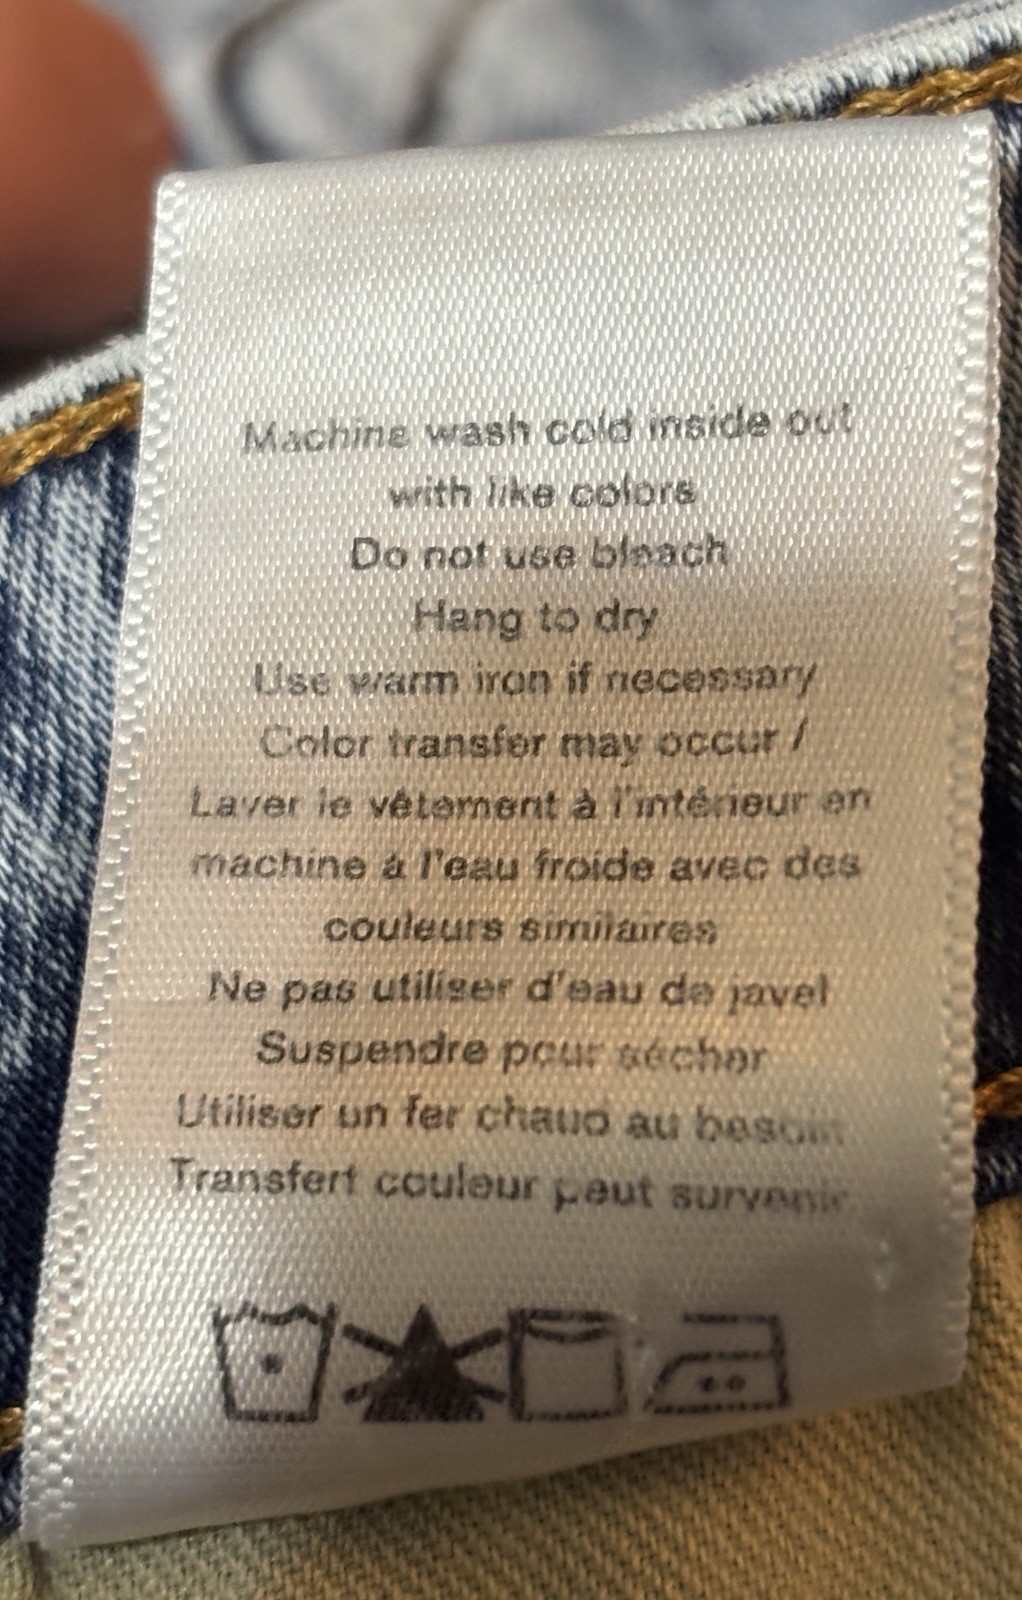 Machine wash cold inside out
with like colors
Do not use bleach
Hang to dry
Use warm iron if necessary
Color transfer may occur /
Laver le vêtement à l'intérieur en
machine à l'eau froide avec des
couleurs similaires
Ne pas utiliser d'eau de javel
Suspendre pour sécher
Utiliser un fer chaud au besoin
Transfert couleur peut survenir